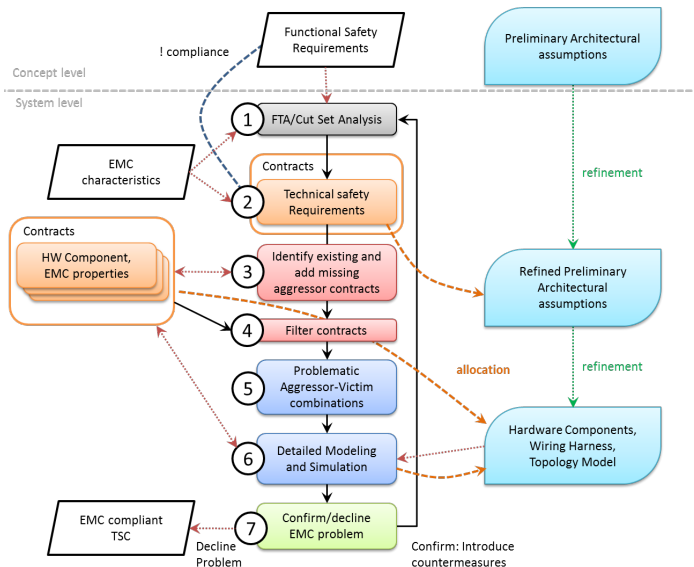 Functional Safety
Requirements
Preliminary Architectural
assumptions
! compliance
Concept level
System level
1
FTA/Cut Set Analysis
EMC
characteristics
Contracts
2
Technical safety
Requirements
refinement
Contracts
HW Component,
EMC properties
3
Identify existing and
add missing
aggressor contracts
Refined Preliminary
Architectural
assumptions
4
Filter contracts
5
Problematic
Aggressor-Victim
combinations
allocation
refinement
6
Detailed Modeling
and Simulation
Hardware Components,
Wiring Harness,
Topology Model
EMC compliant
TSC
7
Confirm/decline
EMC problem
Decline
Problem
Confirm: Introduce
countermeasures